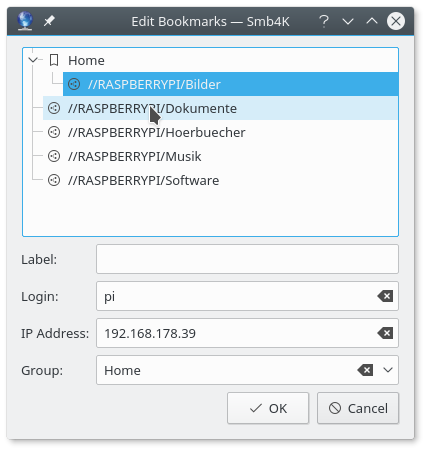 Edit Bookmarks — Smb4K
Home
//RASPBERRYPI/Bilder
//RASPBERRYPI/Dokumente
//RASPBERRYPI/Hoerbuecher
//RASPBERRYPI/Musik
//RASPBERRYPI/Software
Label:
Login: pi
IP Address: 192.168.178.39
Group: Home
OK Cancel